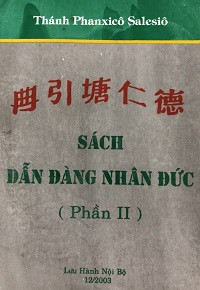 Thánh Phanxicô Salesiô
冊引塘仁德
SÁCH
DẪN ĐÀNG NHÂN ĐỨC
( Phần II )
Lưu Hành Nội Bộ
12/2003